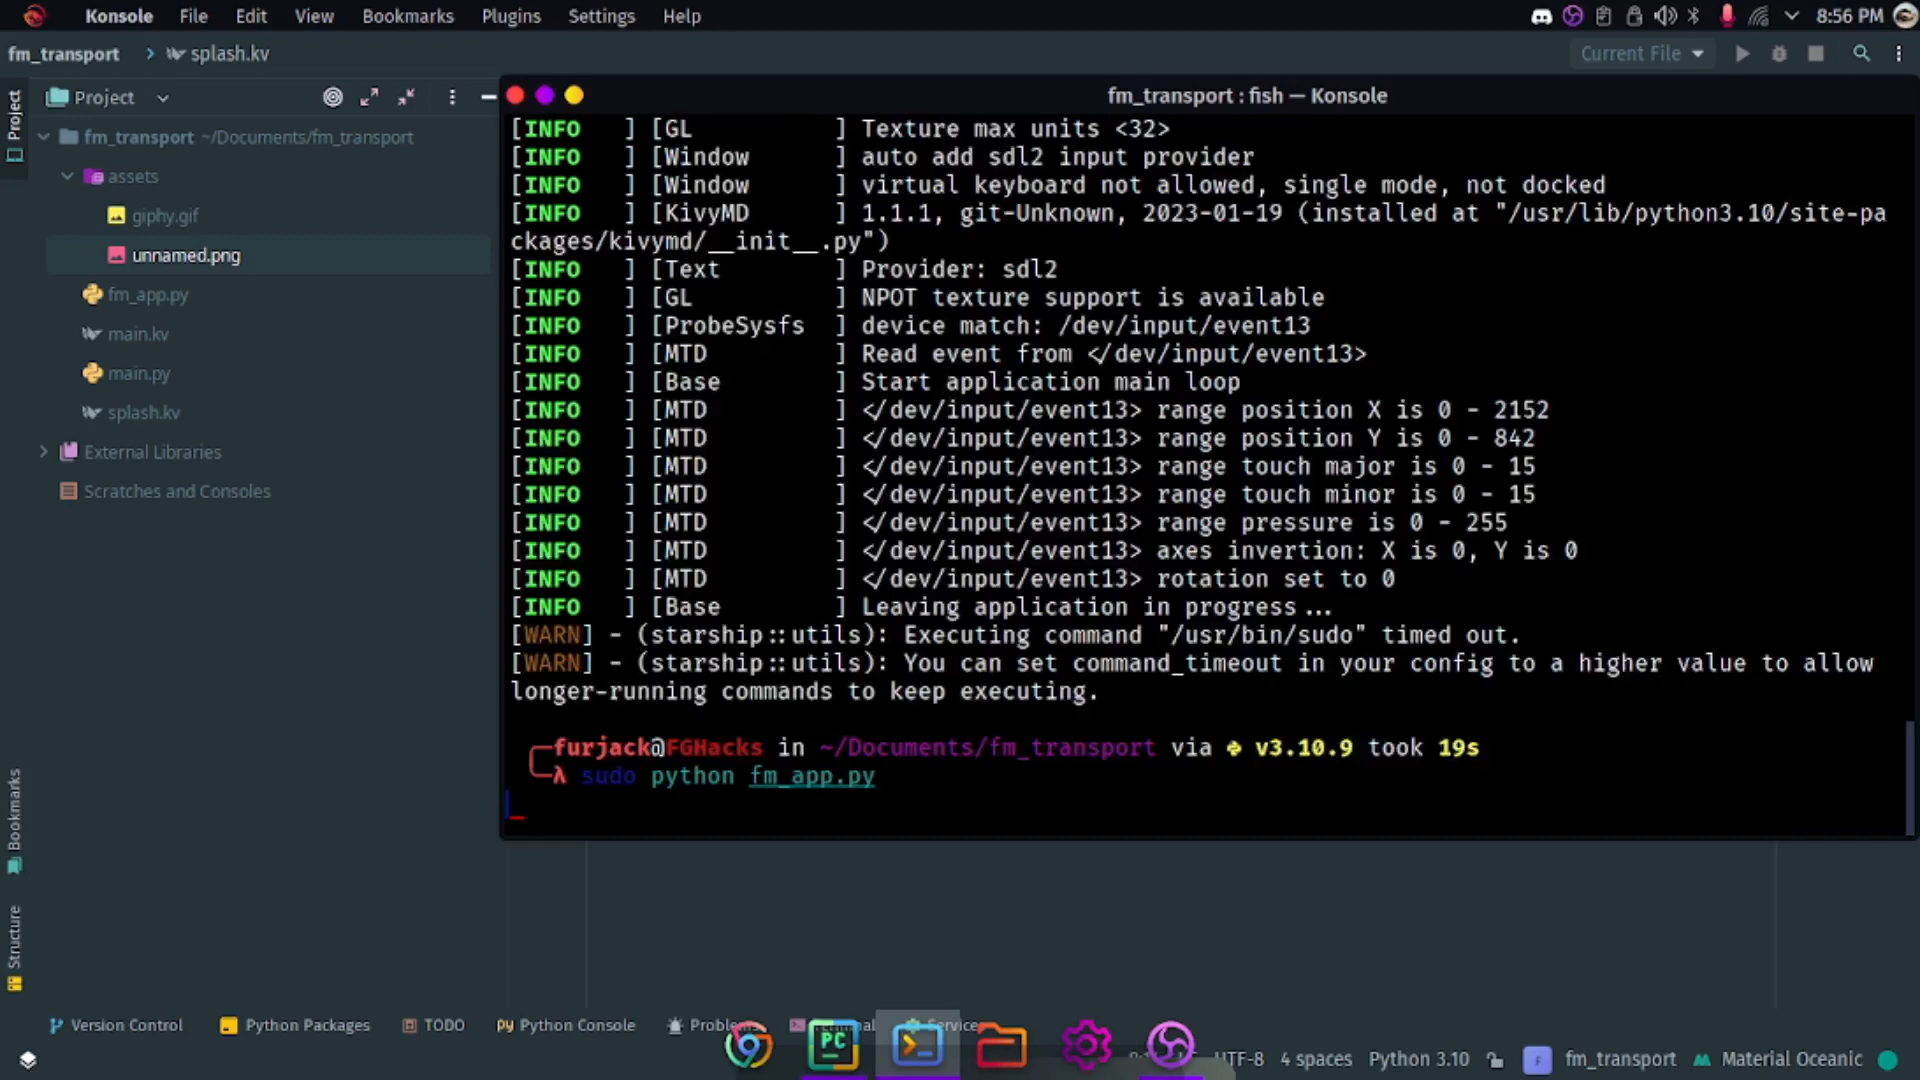 Konsole File Edit View Bookmarks Plugins Settings Help 8:56 PM
fm_transport splash.kv Current File
Project
fm_transport : fish — Konsole
Project
fm_transport ~/Documents/fm_transport
assets
giphy.gif
unnamed.png
fm_app.py
main.kv
main.py
splash.kv
External Libraries
Scratches and Consoles
[INFO   ] [GL          ] Texture max units <32>
[INFO   ] [Window      ] auto add sdl2 input provider
[INFO   ] [Window      ] virtual keyboard not allowed, single mode, not docked
[INFO   ] [KivyMD      ] 1.1.1, git-Unknown, 2023-01-19 (installed at "/usr/lib/python3.10/site-pa
ckages/kivymd/__init__.py")
[INFO   ] [Text        ] Provider: sdl2
[INFO   ] [GL          ] NPOT texture support is available
[INFO   ] [ProbeSysfs  ] device match: /dev/input/event13
[INFO   ] [MTD         ] Read event from </dev/input/event13>
[INFO   ] [Base        ] Start application main loop
[INFO   ] [MTD         ] </dev/input/event13> range position X is 0 - 2152
[INFO   ] [MTD         ] </dev/input/event13> range position Y is 0 - 842
[INFO   ] [MTD         ] </dev/input/event13> range touch major is 0 - 15
[INFO   ] [MTD         ] </dev/input/event13> range touch minor is 0 - 15
[INFO   ] [MTD         ] </dev/input/event13> range pressure is 0 - 255
[INFO   ] [MTD         ] </dev/input/event13> axes invertion: X is 0, Y is 0
[INFO   ] [MTD         ] </dev/input/event13> rotation set to 0
[INFO   ] [Base        ] Leaving application in progress...
[WARN] - (starship::utils): Executing command "/usr/bin/sudo" timed out.
[WARN] - (starship::utils): You can set command_timeout in your config to a higher value to allow
longer-running commands to keep executing.
furjack@FGHacks in ~/Documents/fm_transport via v3.10.9 took 19s
λ sudo python fm_app.py
Bookmarks
Structure
Version Control Python Packages TODO Python Console
PC
UTF-8 4 spaces Python 3.10 fm_transport Material Oceanic